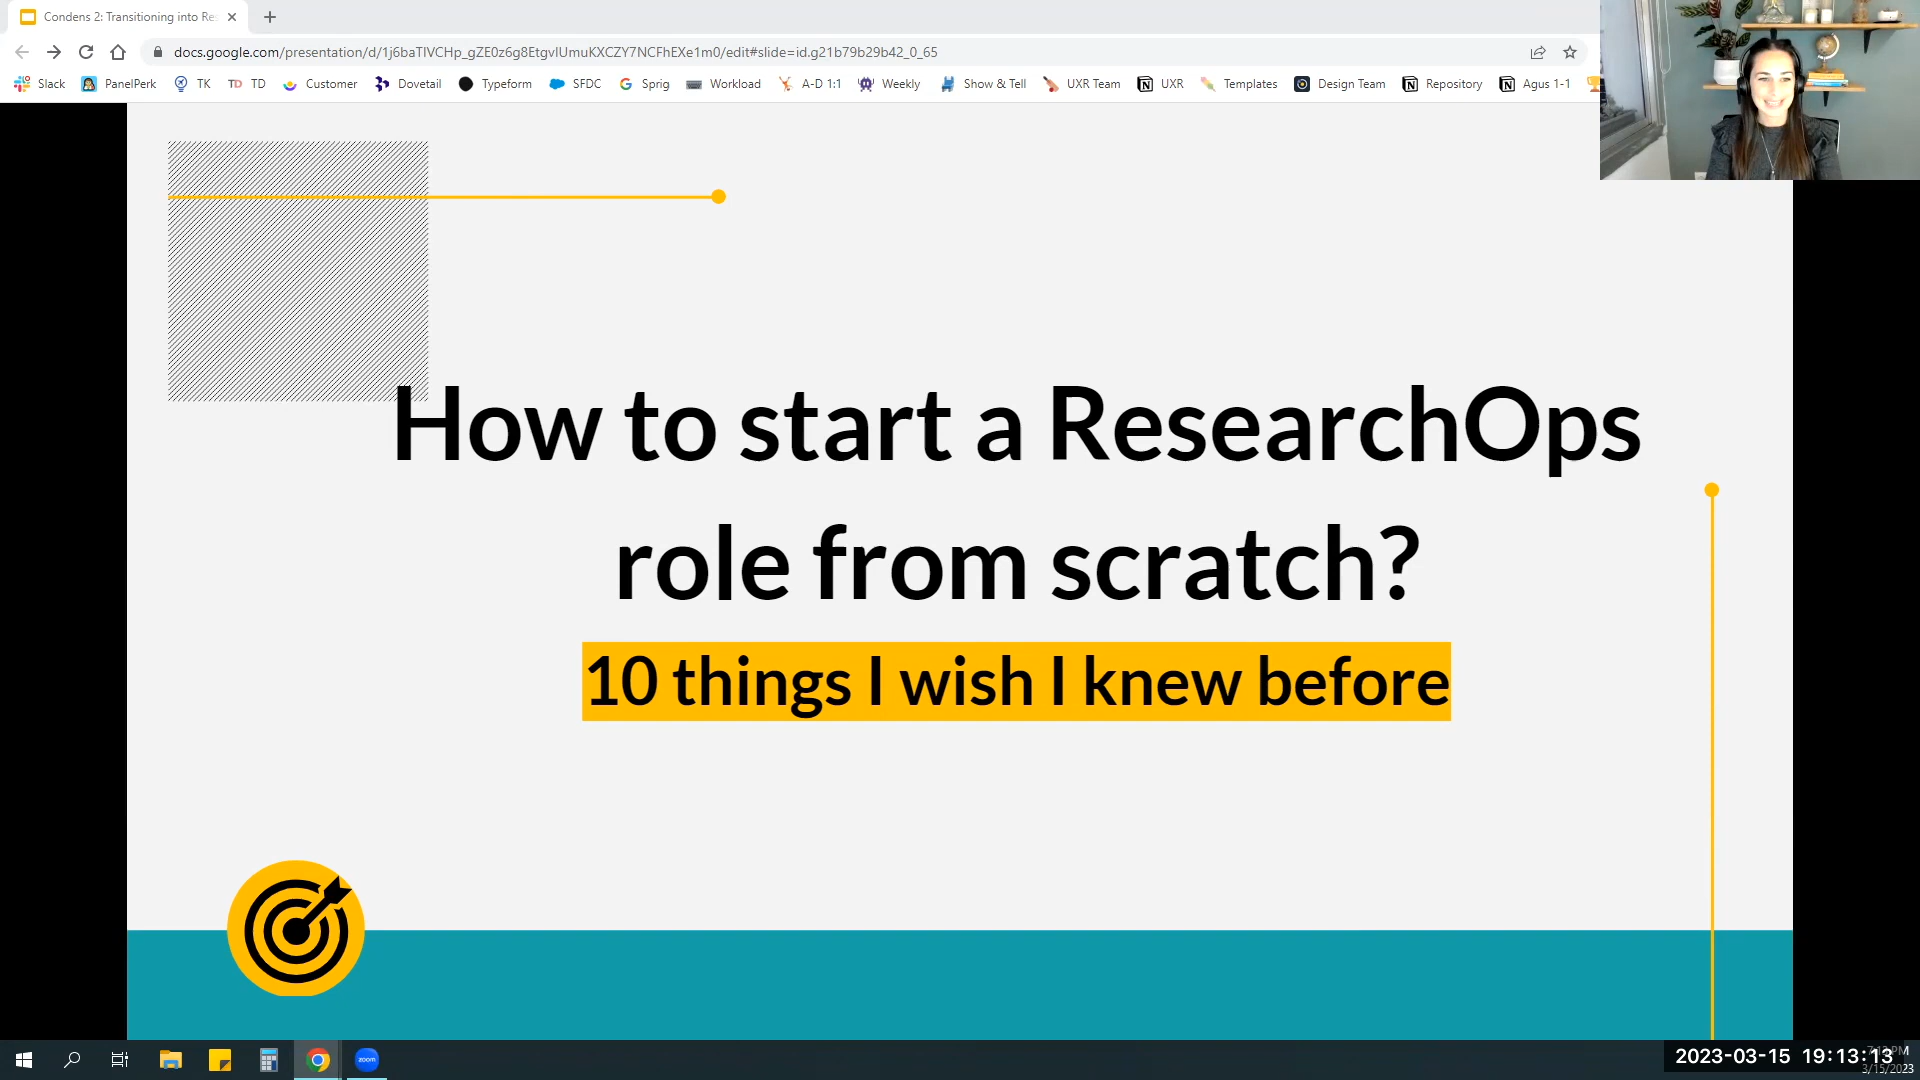 Condens 2: Transitioning into Res
docs.google.com/presentation/d/1j6baTIVCHp_gZE0z6g8EtgvIUmuKXCZY7NCFhEXe1m0/edit#slide=id.g21b79b29b42_0_65
Slack PanelPerk TK TD TD Customer Dovetail Typeform SFDC Sprig Workload A-D 1:1 Weekly Show & Tell UXR Team UXR Templates Design Team Repository Agus 1-1
How to start a ResearchOps
role from scratch?
10 things I wish I knew before
zoom
2023-03-15 19:13:13
3/15/2023